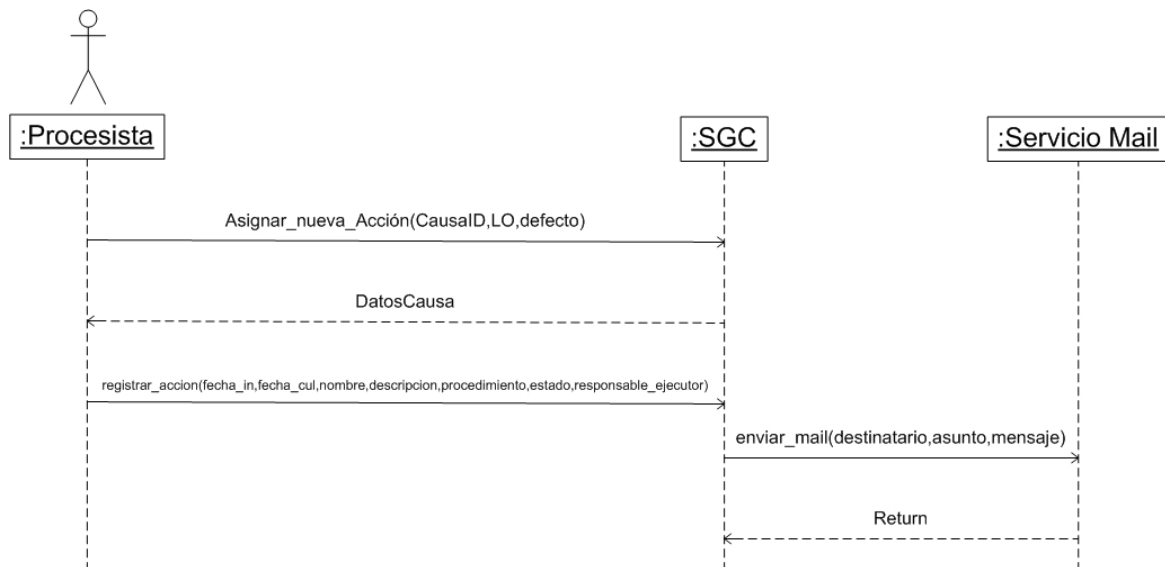 :Procesista
:SGC
:Servicio Mail
Asignar_nueva_Acción(CausaID,LO,defecto)
DatosCausa
registrar_accion(fecha_in,fecha_cul,nombre,descripcion,procedimiento,estado,responsable_ejecutor)
enviar_mail(destinatario,asunto,mensaje)
Return